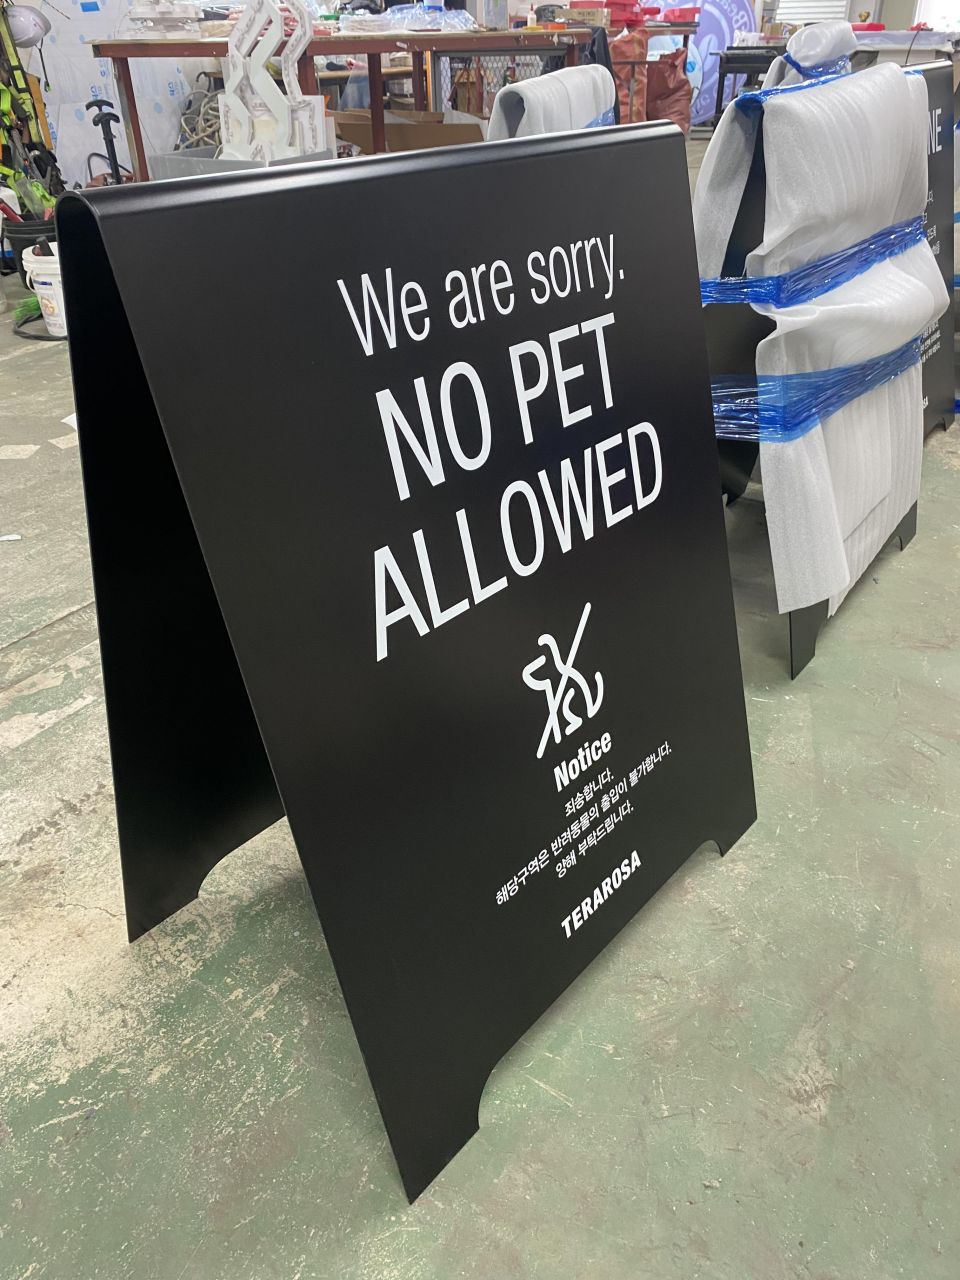 We are sorry.
NO PET
ALLOWED
Notice
죄송합니다.
해당구역은 반려동물의 출입이 불가합니다.
양해 부탁드립니다.
TERAROSA
NE